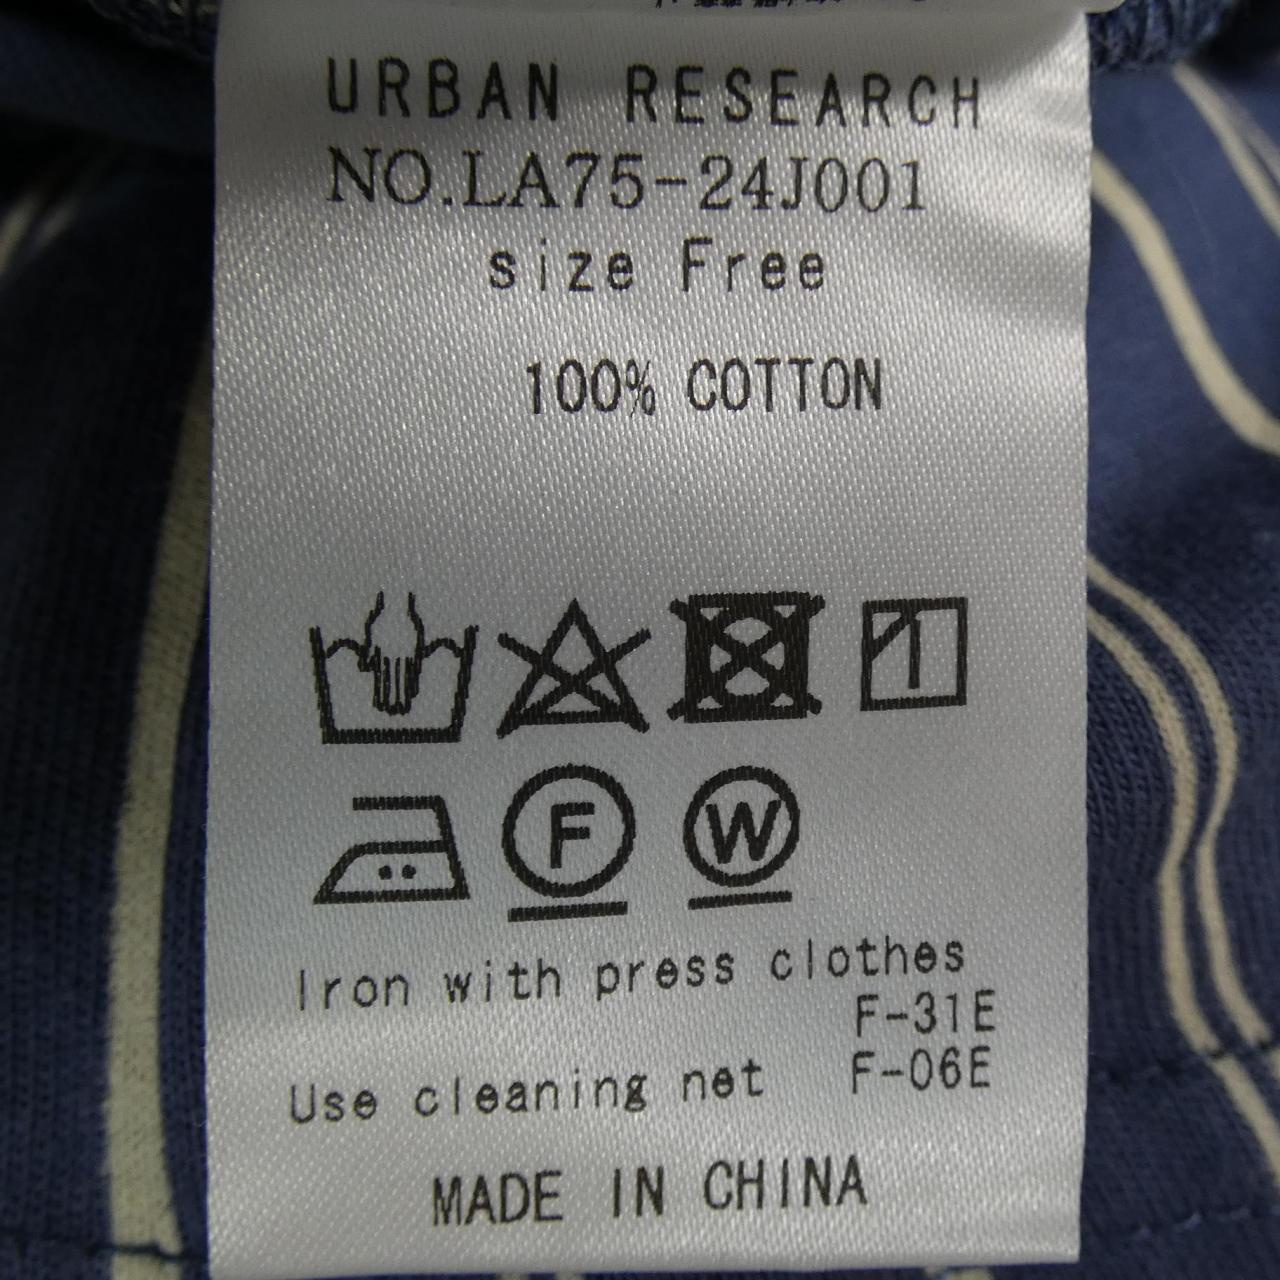 URBAN RESEARCH
NO.LA75-24J001
size Free
100% COTTON
F W
Iron with press clothes
F-31E
Use cleaning net F-06E
MADE IN CHINA